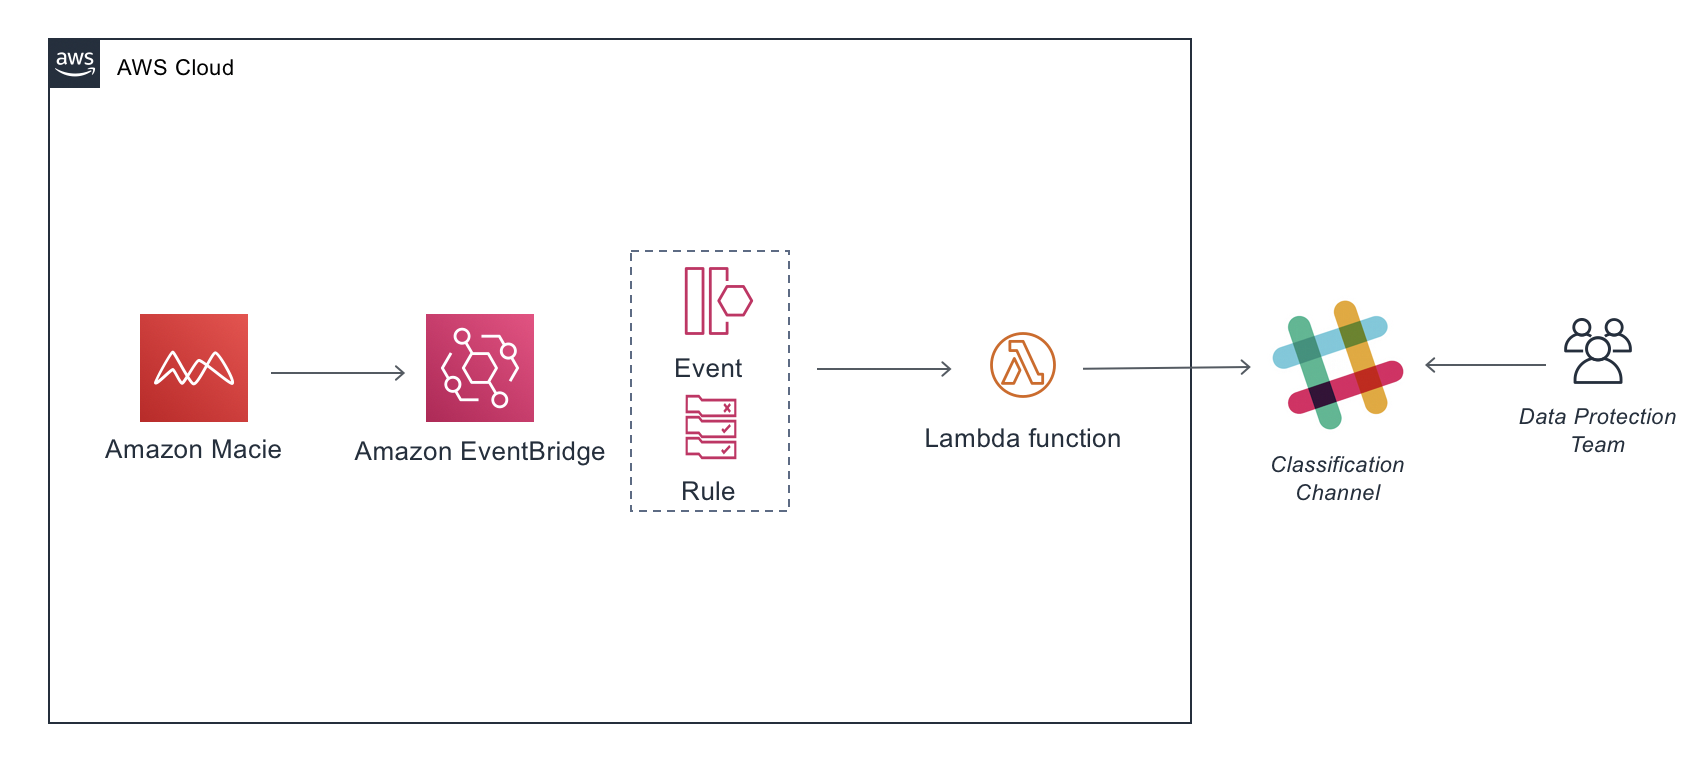 aws
AWS Cloud
Event
Rule
Amazon Macie
Amazon EventBridge
Lambda function
Classification
Channel
Data Protection
Team